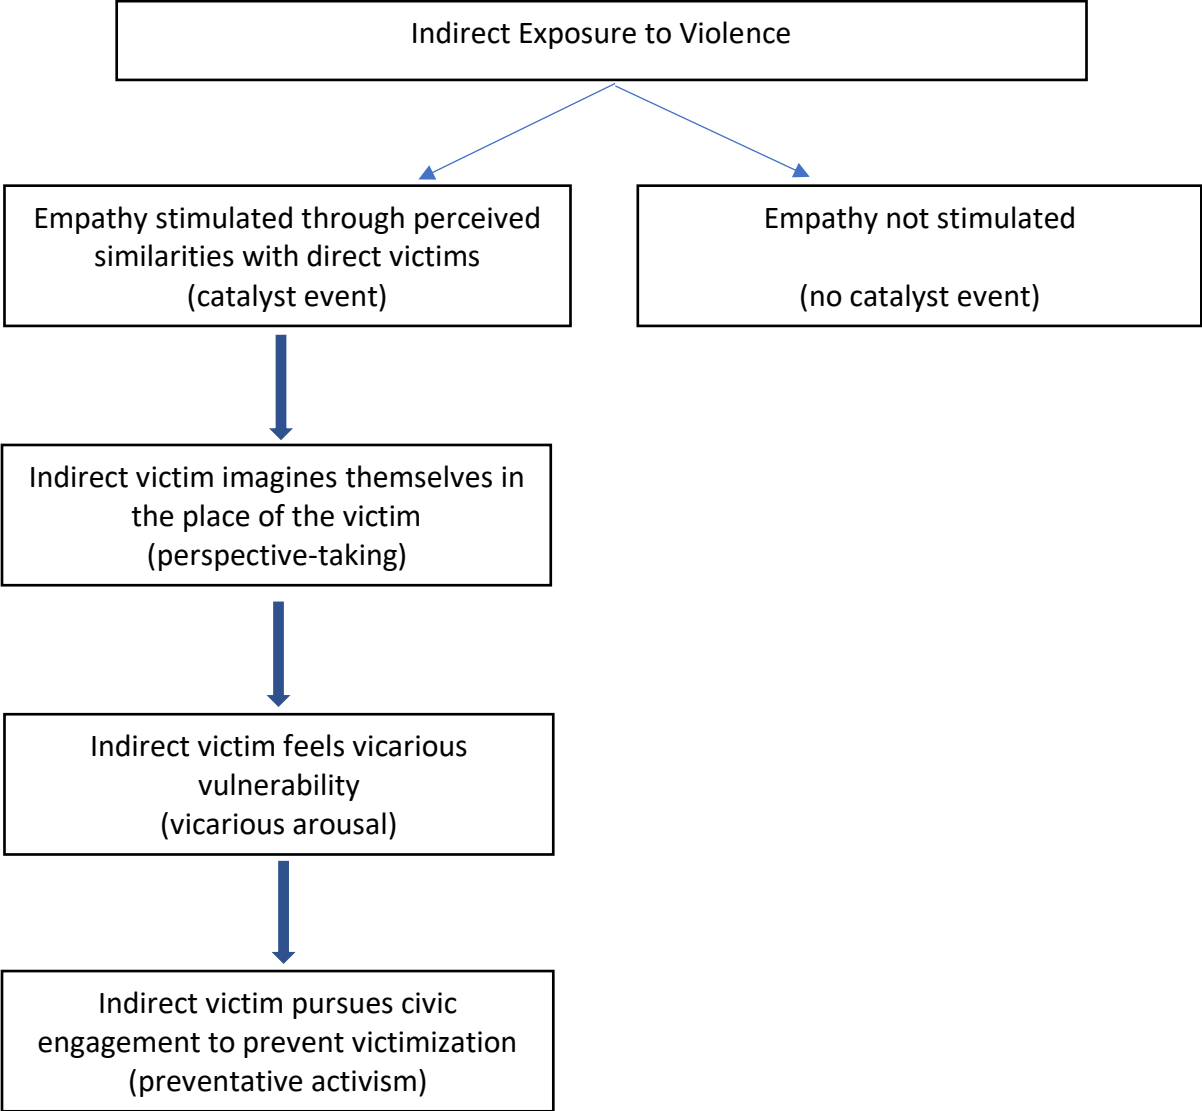 Indirect Exposure to Violence
Empathy stimulated through perceived
similarities with direct victims
(catalyst event)
Empathy not stimulated
(no catalyst event)
Indirect victim imagines themselves in
the place of the victim
(perspective-taking)
Indirect victim feels vicarious
vulnerability
(vicarious arousal)
Indirect victim pursues civic
engagement to prevent victimization
(preventative activism)